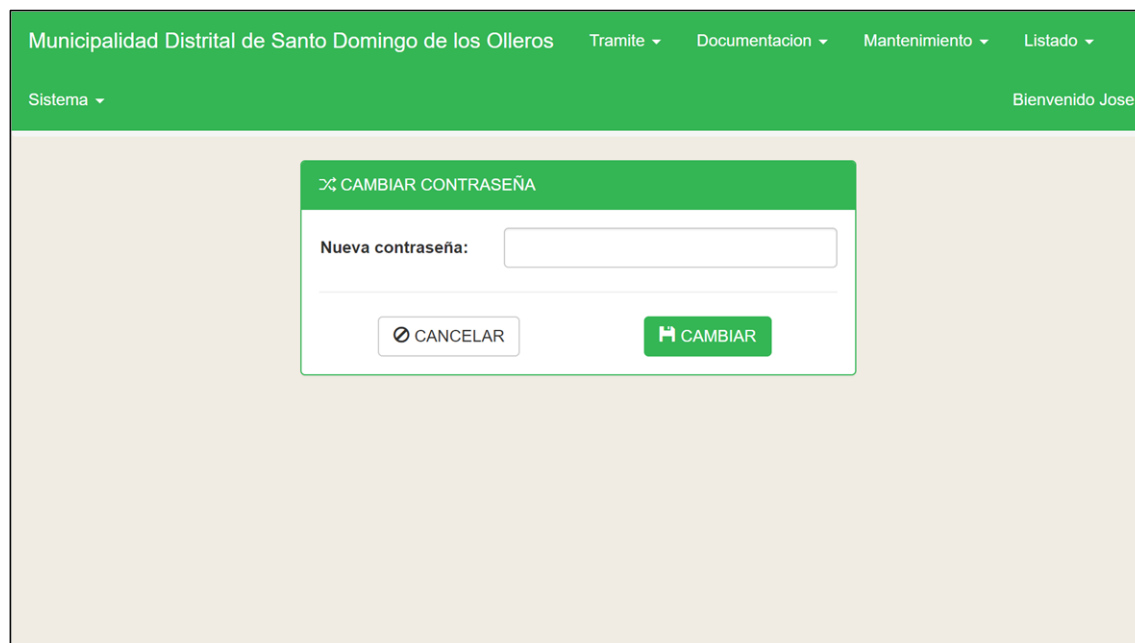 Municipalidad Distrital de Santo Domingo de los Olleros Tramite Documentacion Mantenimiento Listado
Sistema Bienvenido Jose
CAMBIAR CONTRASEÑA
Nueva contraseña:
CANCELAR CAMBIAR